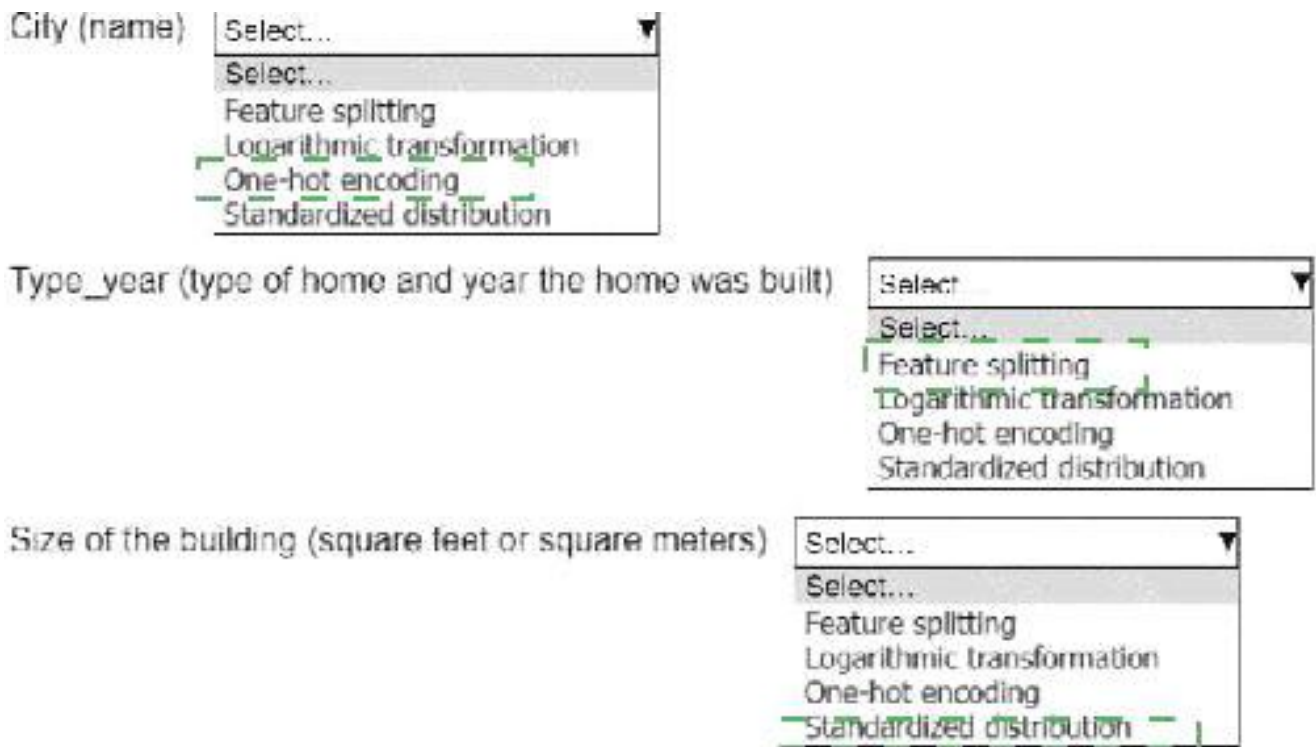 City (name) Select... ▼
Select...
Feature splitting
Logarithmic transformation
One-hot encoding
Standardized distribution
Type_year (type of home and year the home was built) Select... ▼
Select...
Feature splitting
Logarithmic transformation
One-hot encoding
Standardized distribution
Size of the building (square feet or square meters) Select... ▼
Select...
Feature splitting
Logarithmic transformation
One-hot encoding
Standardized distribution